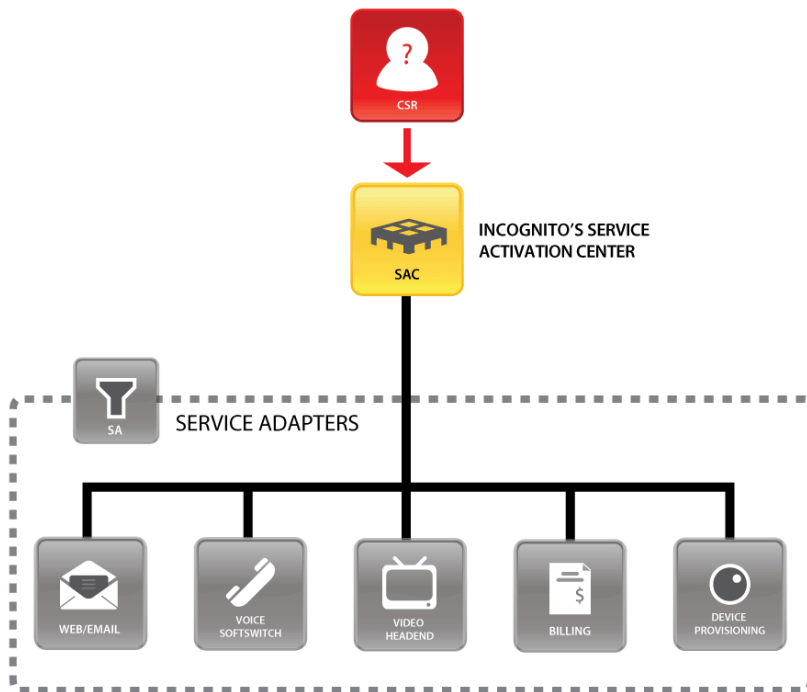 ?
CSR
INCOGNITO'S SERVICE
ACTIVATION CENTER
SAC
SA
SERVICE ADAPTERS
WEB/EMAIL
VOICE
SOFTSWITCH
VIDEO
HEADEND
$
BILLING
DEVICE
PROVISIONING